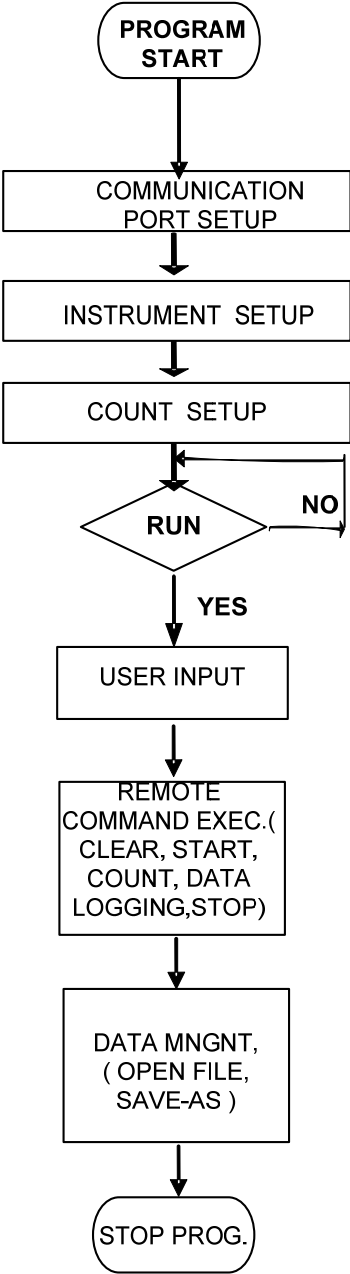 PROGRAM
START
COMMUNICATION
PORT SETUP
INSTRUMENT SETUP
COUNT SETUP
RUN
NO
YES
USER INPUT
REMOTE
COMMAND EXEC.(
CLEAR, START,
COUNT, DATA
LOGGING,STOP)
DATA MNGNT,
( OPEN FILE,
SAVE-AS )
STOP PROG.